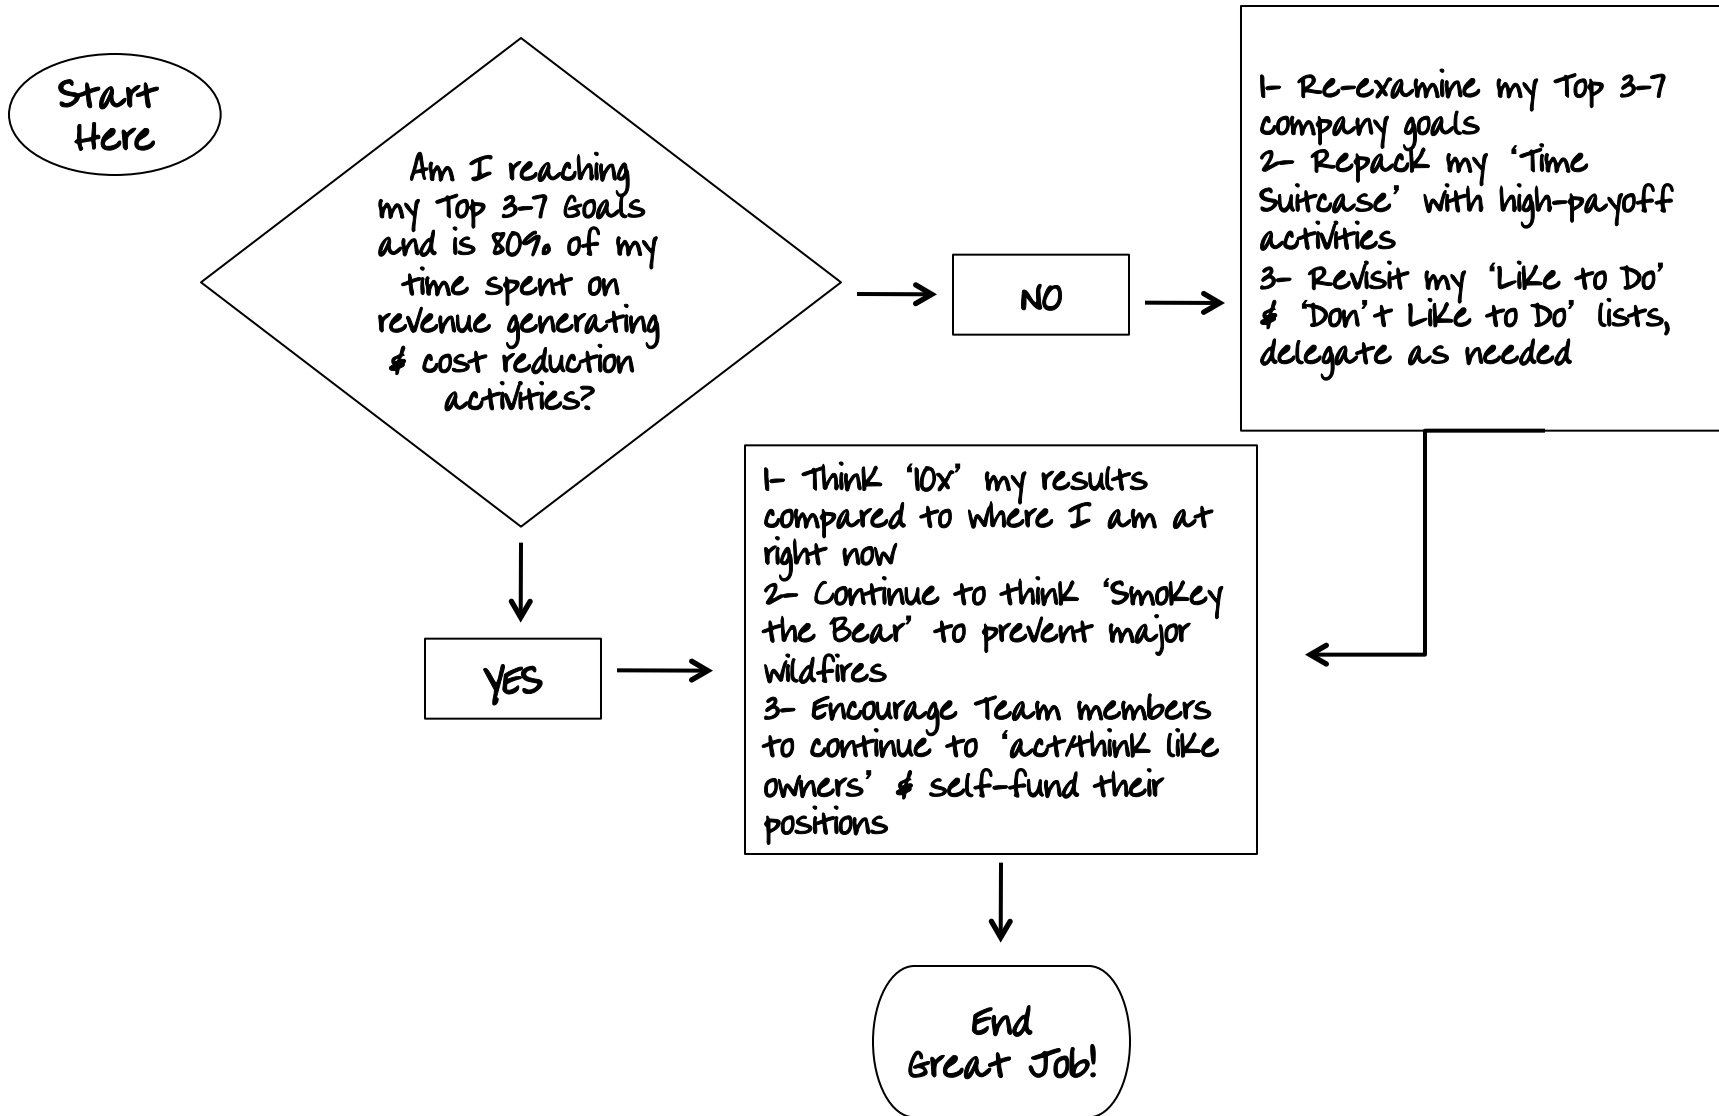 Start
Here
Am I reaching
my Top 3-7 Goals
and is 80% of my
time spent on
revenue generating
& cost reduction
activities?
NO
1- Re-examine my Top 3-7
company goals
2- Repack my ‘Time
Suitcase’ with high-payoff
activities
3- Revisit my ‘Like to Do’
& ‘Don’t Like to Do’ lists,
delegate as needed
YES
1- Think ‘10x’ my results
compared to where I am at
right now
2- Continue to think ‘Smokey
the Bear’ to prevent major
wildfires
3- Encourage Team members
to continue to ‘act/think like
owners’ & self-fund their
positions
End
Great Job!